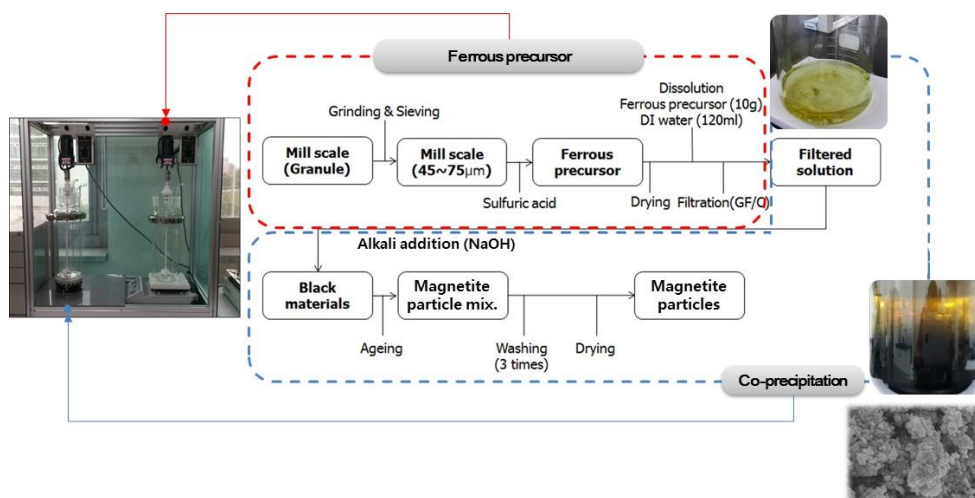 Ferrous precursor
Dissolution
Ferrous precursor (10g)
DI water (120ml)
Grinding & Sieving
Mill scale
(Granule)
Mill scale
(45~75μm)
Ferrous
precursor
Filtered
solution
Sulfuric acid
Drying
Filtration(GF/C)
Alkali addition (NaOH)
Black
materials
Magnetite
particle mix.
Magnetite
particles
Ageing
Washing
(3 times)
Drying
Co-precipitation